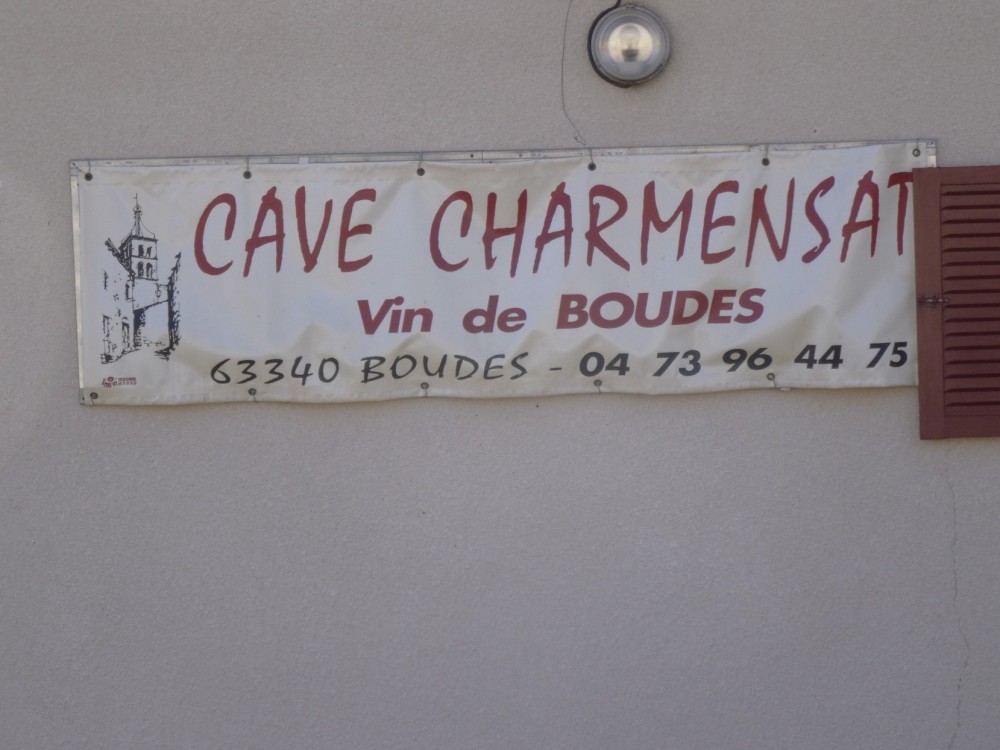 CAVE CHARMENSAT
Vin de BOUDES
63340 BOUDES - 04 73 96 44 75